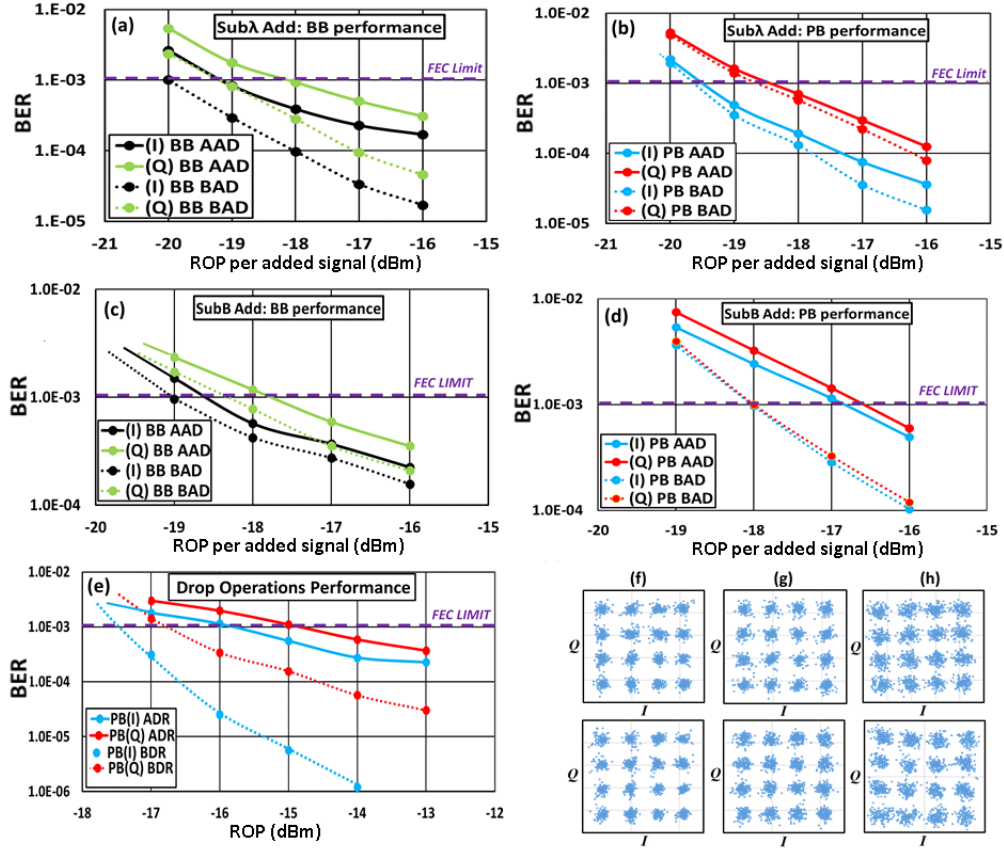 (a)
Subλ Add: BB performance
1.E-02
1.E-03
1.E-04
1.E-05
BER
FEC Limit
(I) BB AAD
(Q) BB AAD
(I) BB BAD
(Q) BB BAD
-21 -20 -19 -18 -17 -16 -15
ROP per added signal (dBm)
(b)
Subλ Add: PB performance
1.E-02
1.E-03
1.E-04
1.E-05
BER
FEC Limit
(I) PB AAD
(Q) PB AAD
(I) PB BAD
(Q) PB BAD
-21 -20 -19 -18 -17 -16 -15
ROP per added signal (dBm)
(c)
SubB Add: BB performance
1.0E-02
1.0E-03
1.0E-04
BER
FEC LIMIT
(I) BB AAD
(Q) BB AAD
(I) BB BAD
(Q) BB BAD
-20 -19 -18 -17 -16 -15
ROP per added signal (dBm)
(d)
SubB Add: PB performance
1.0E-02
1.0E-03
1.0E-04
BER
FEC LIMIT
(I) PB AAD
(Q) PB AAD
(I) PB BAD
(Q) PB BAD
-20 -19 -18 -17 -16 -15
ROP per added signal (dBm)
(e)
Drop Operations Performance
1.0E-02
1.0E-03
1.0E-04
1.0E-05
1.0E-06
BER
FEC LIMIT
PB(I) ADR
PB(Q) ADR
PB(I) BDR
PB(Q) BDR
-18 -17 -16 -15 -14 -13 -12
ROP (dBm)
(f) (g) (h)
Q Q Q
I I I
Q Q Q
I I I